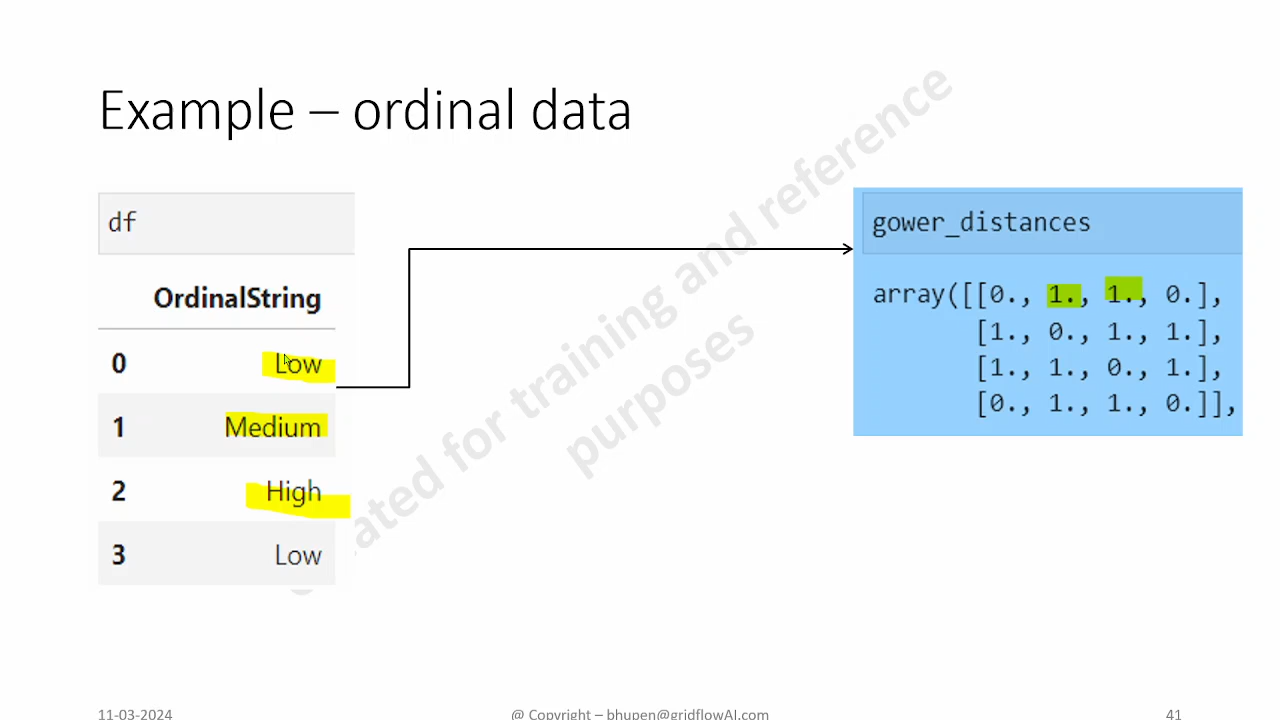 Example – ordinal data
df
OrdinalString
0 Low
1 Medium
2 High
3 Low
gower_distances
array([[0., 1., 1., 0.],
[1., 0., 1., 1.],
[1., 1., 0., 1.],
[0., 1., 1., 0.]],
for training and reference
purposes
11-03-2024
@ Copyright – bhupen@gridflowAI.com
41